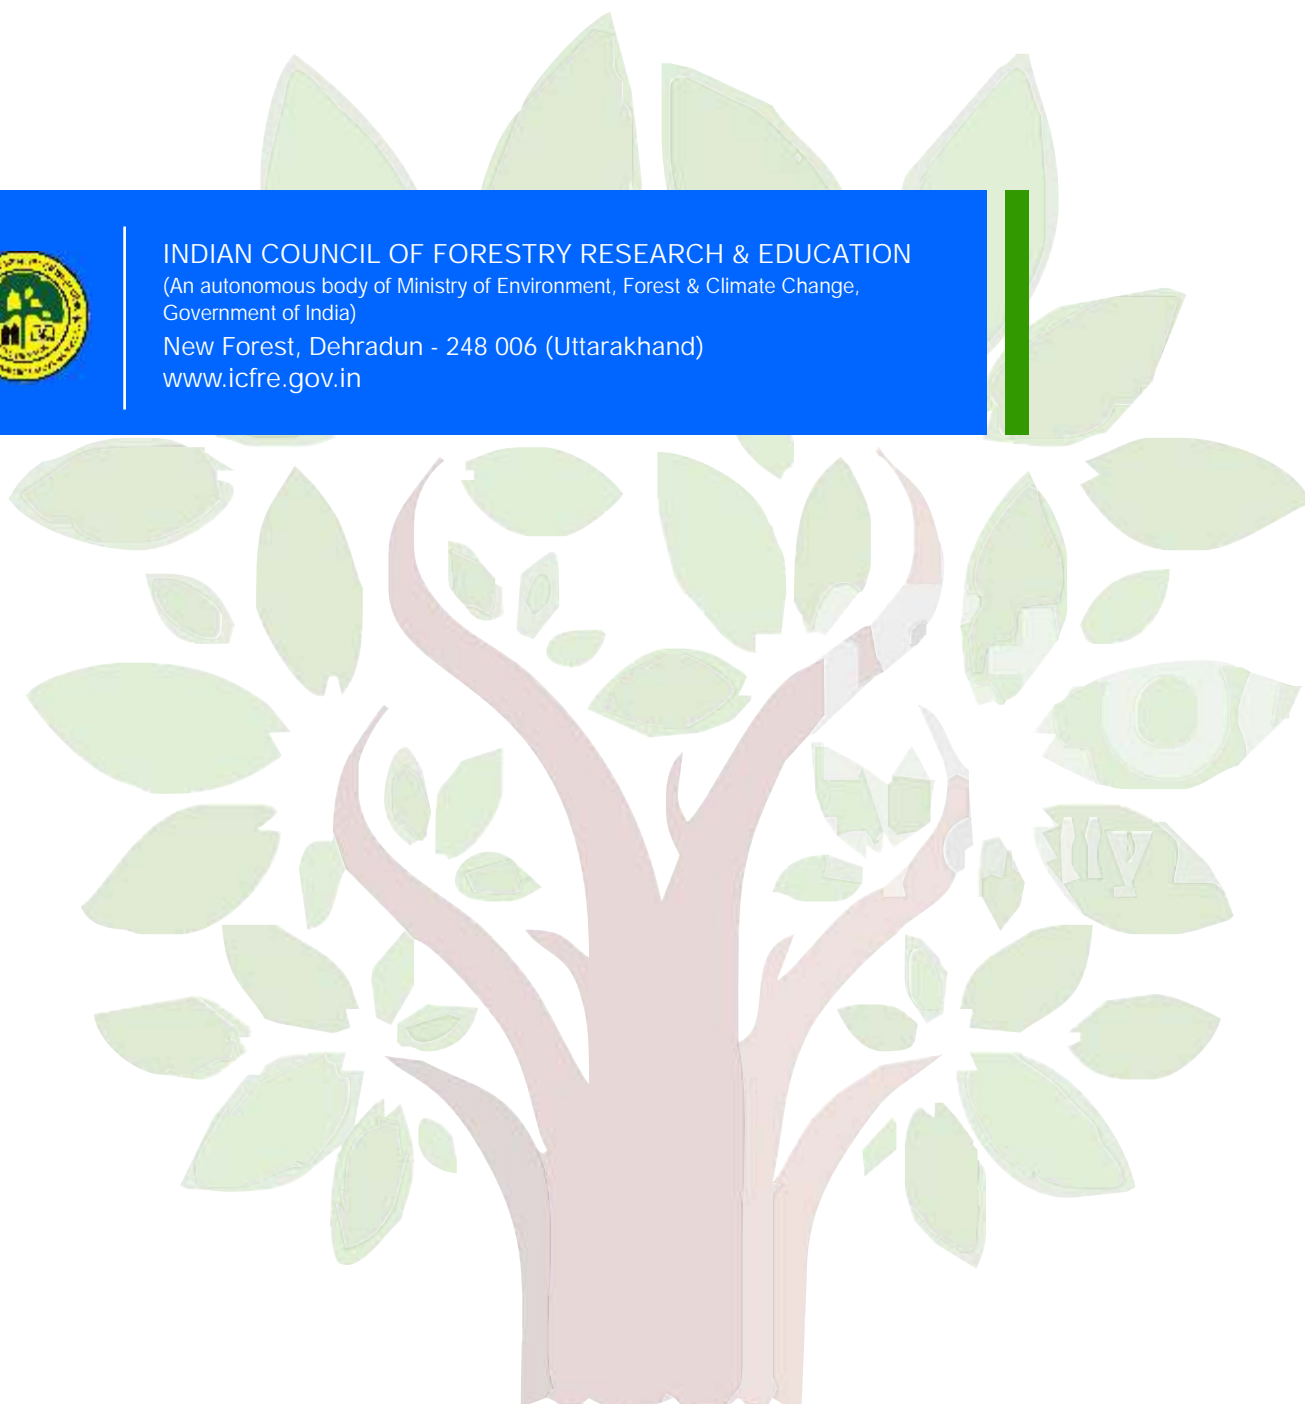 INDIAN COUNCIL OF FORESTRY RESEARCH & EDUCATION
(An autonomous body of Ministry of Environment, Forest & Climate Change,
Government of India)
New Forest, Dehradun - 248 006 (Uttarakhand)
www.icfre.gov.in
lly